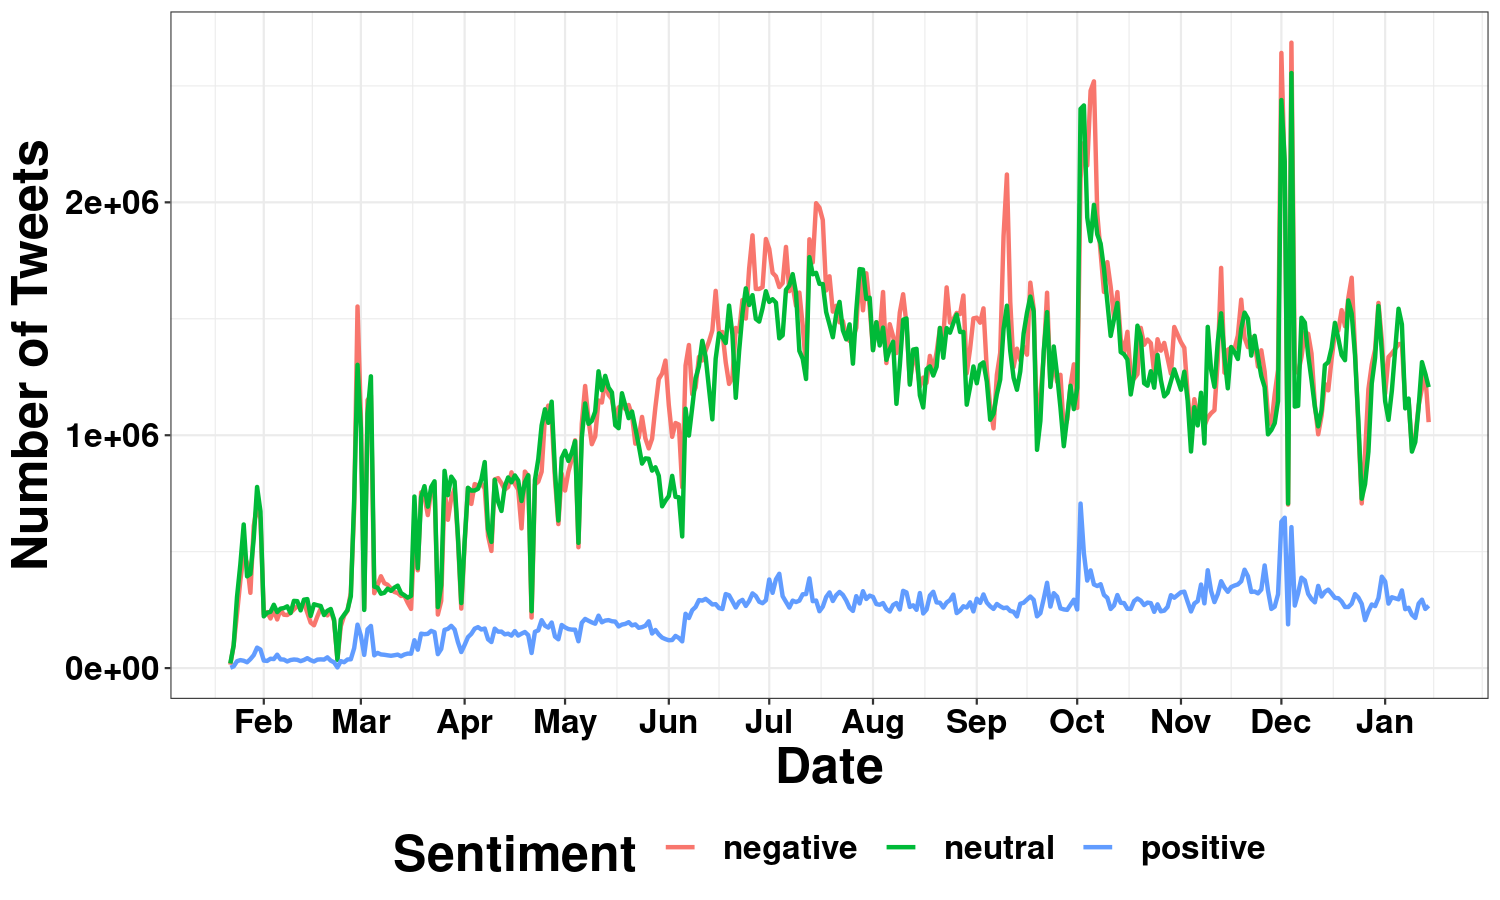 Number of Tweets
2e+06
1e+06
0e+00
Feb Mar Apr May Jun Jul Aug Sep Oct Nov Dec Jan
Date
Sentiment negative neutral positive